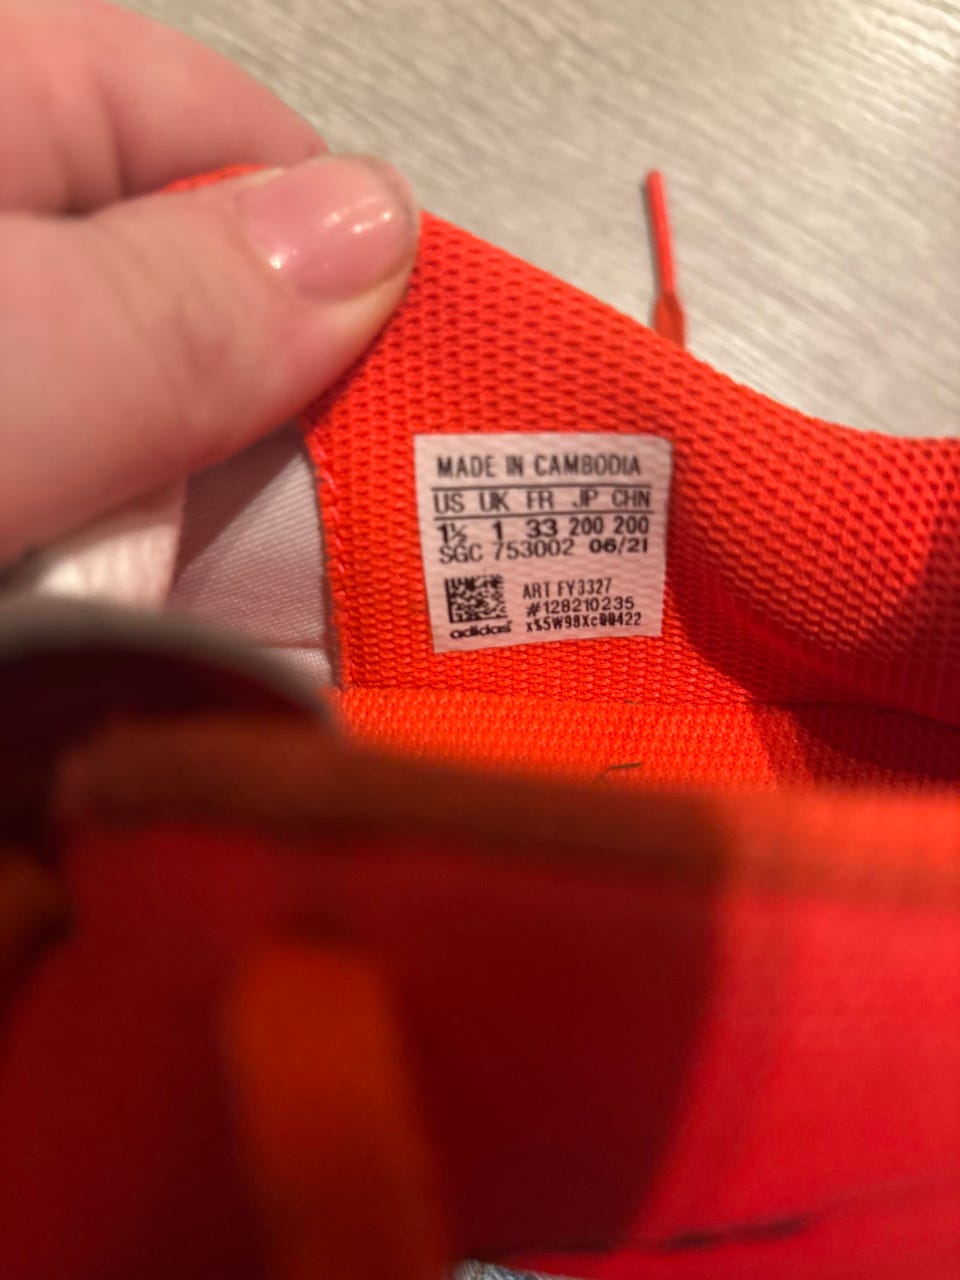 MADE IN CAMBODIA
US UK FR JP CHN
1½ 1 33 200 200
SGC 753002 06/21
ART FY3327
#128210235
adidas